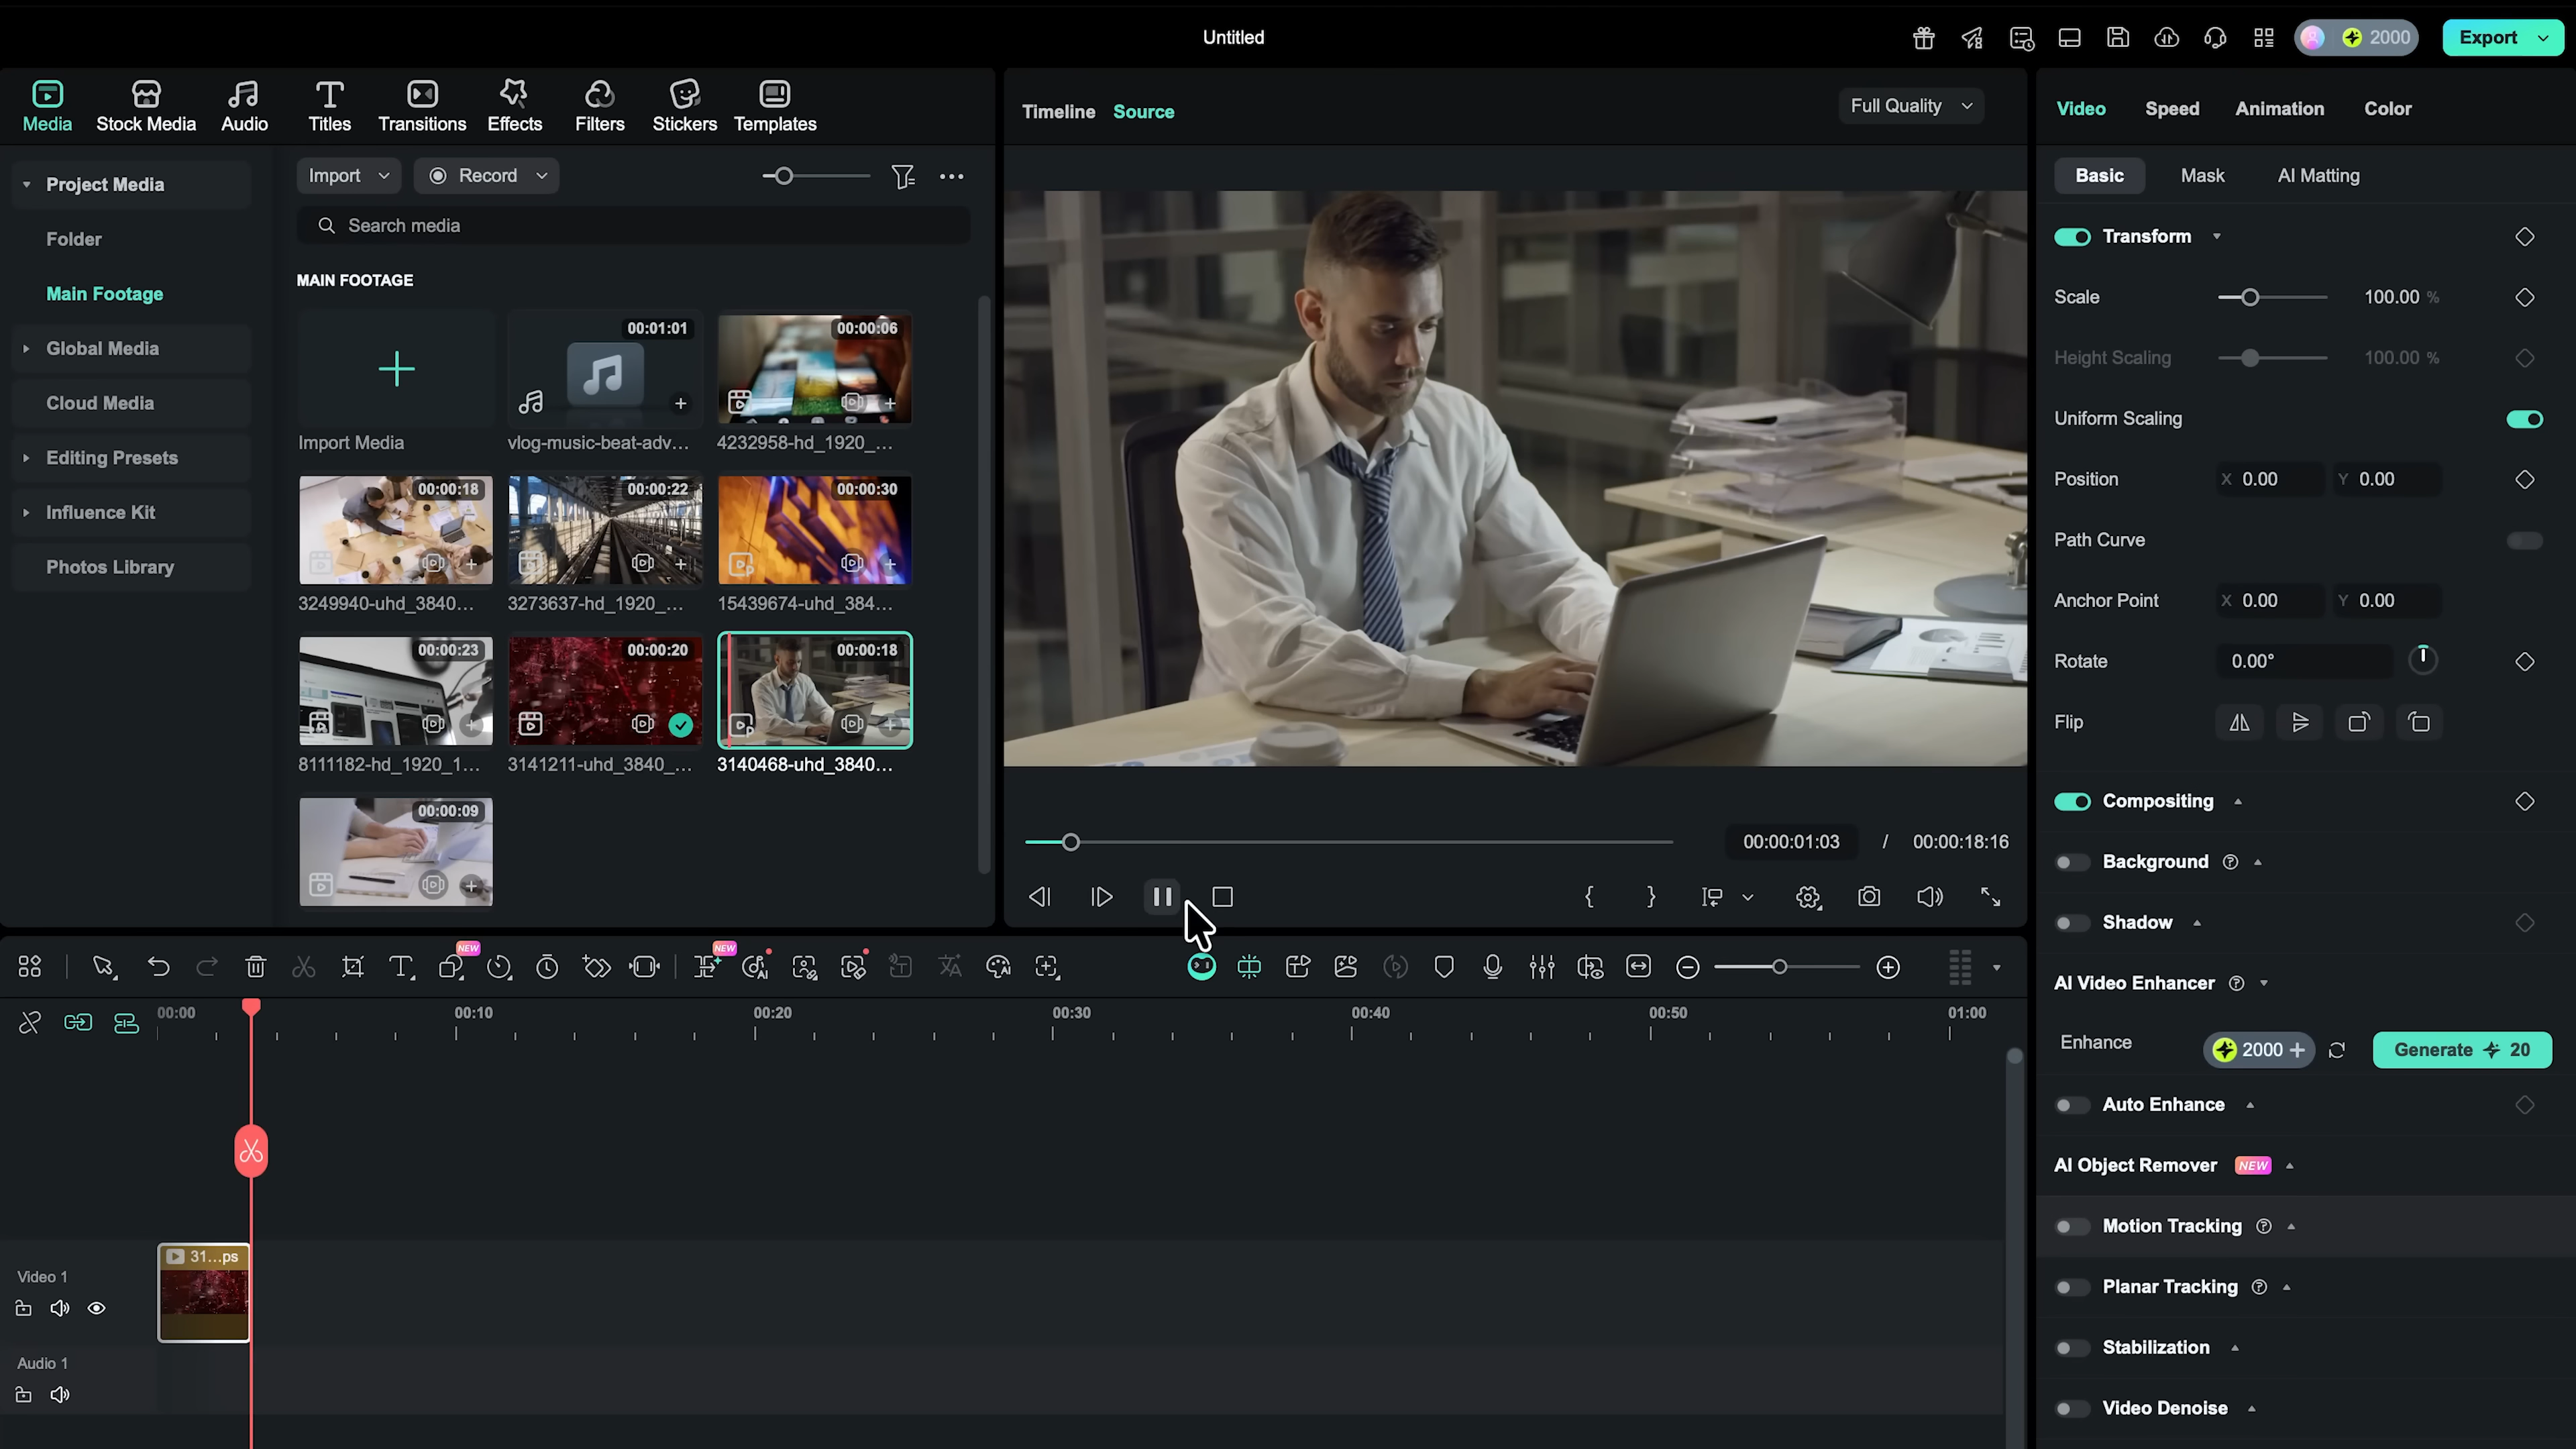 Untitled
2000
Export
Media
Stock Media
Audio
Titles
Transitions
Effects
Filters
Stickers
Templates
Project Media
Folder
Main Footage
Global Media
Cloud Media
Editing Presets
Influence Kit
Photos Library
Import
Record
Search media
MAIN FOOTAGE
Import Media
00:01:01
vlog-music-beat-adv...
00:00:06
4232958-hd_1920_...
00:00:18
3249940-uhd_3840...
00:00:22
3273637-hd_1920_...
00:00:30
15439674-uhd_384...
00:00:23
8111182-hd_1920_1...
00:00:20
3141211-uhd_3840_...
00:00:18
3140468-uhd_3840...
00:00:09
Timeline Source
Full Quality
00:00:01:03 / 00:00:18:16
Video
Speed
Animation
Color
Basic
Mask
AI Matting
Transform
Scale 100.00 %
Height Scaling 100.00 %
Uniform Scaling
Position X 0.00 Y 0.00
Path Curve
Anchor Point X 0.00 Y 0.00
Rotate 0.00°
Flip
Compositing
Background
Shadow
AI Video Enhancer
Enhance 2000 + Generate 20
Auto Enhance
AI Object Remover NEW
Motion Tracking
Planar Tracking
Stabilization
Video Denoise
NEW
NEW
00:00 00:10 00:20 00:30 00:40 00:50 01:00
31...ps
Video 1
Audio 1